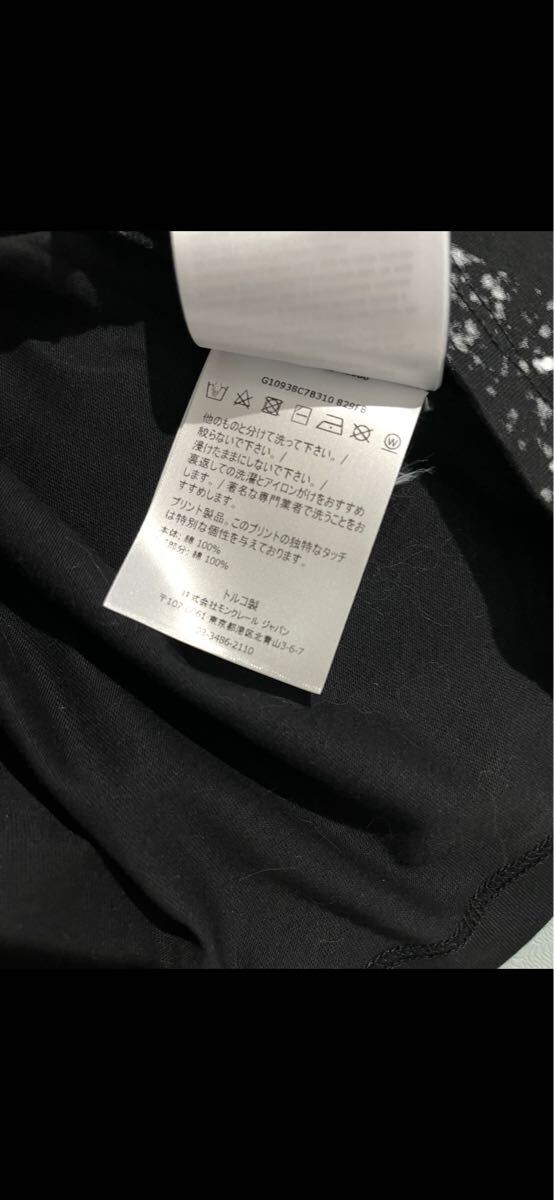 G10938C7B310 829FB
W
他のものと分けて洗って下さい。/
絞らないで下さい。/
浸けたままにしないで下さい。/
裏返しての洗濯とアイロンがけをおすすめ
します。/ 著名な専門業者で洗うことをお
すすめします。
プリント製品。このプリントの独特なタッチ
は特別な個性を与えております。
本体: 綿 100%
部分: 綿 100%
トルコ製
株式会社モンクレール ジャパン
東京都港区北青山3-6-7
03-3486-2110